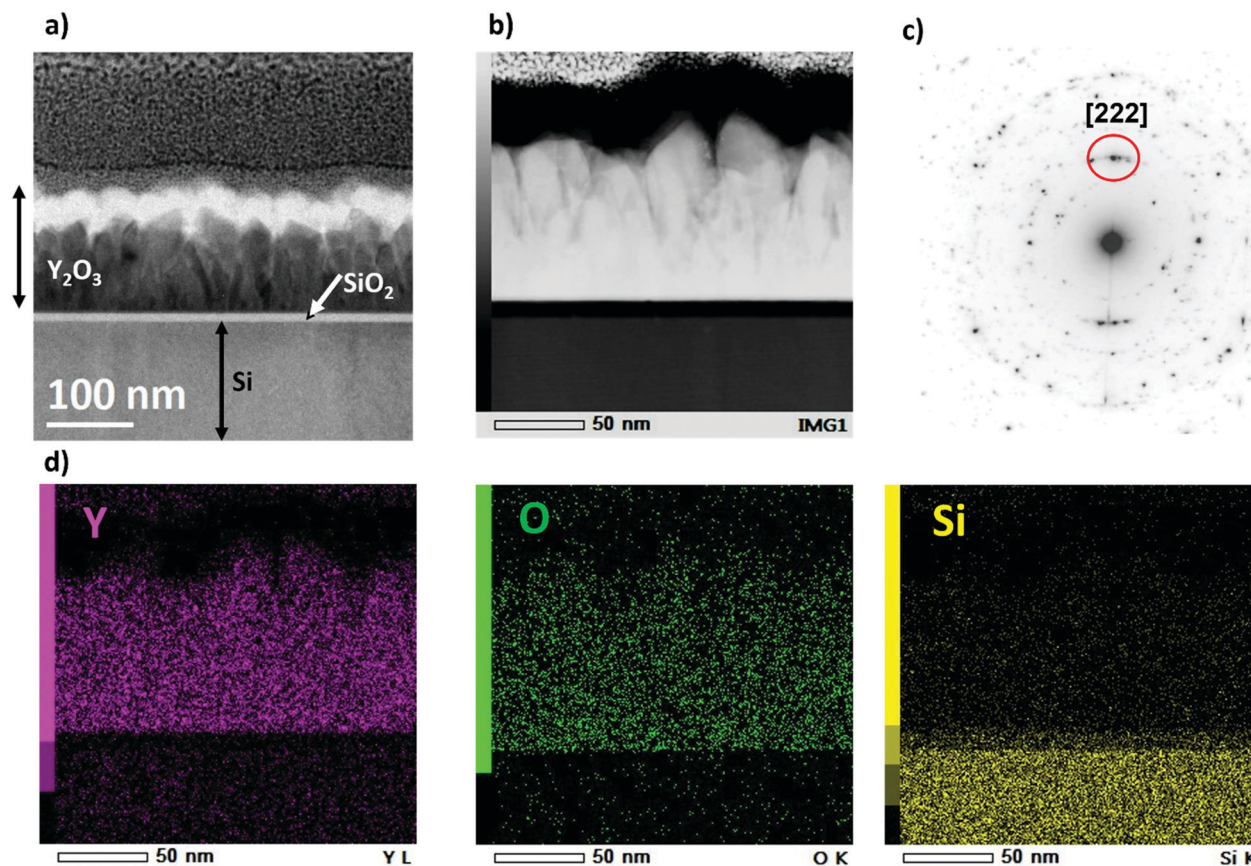 a)
b)
c)
[222]
Y₂O₃
SiO₂
Si
100 nm
50 nm
IMG1
d)
Y
O
Si
50 nm
Y L
50 nm
O K
50 nm
Si K